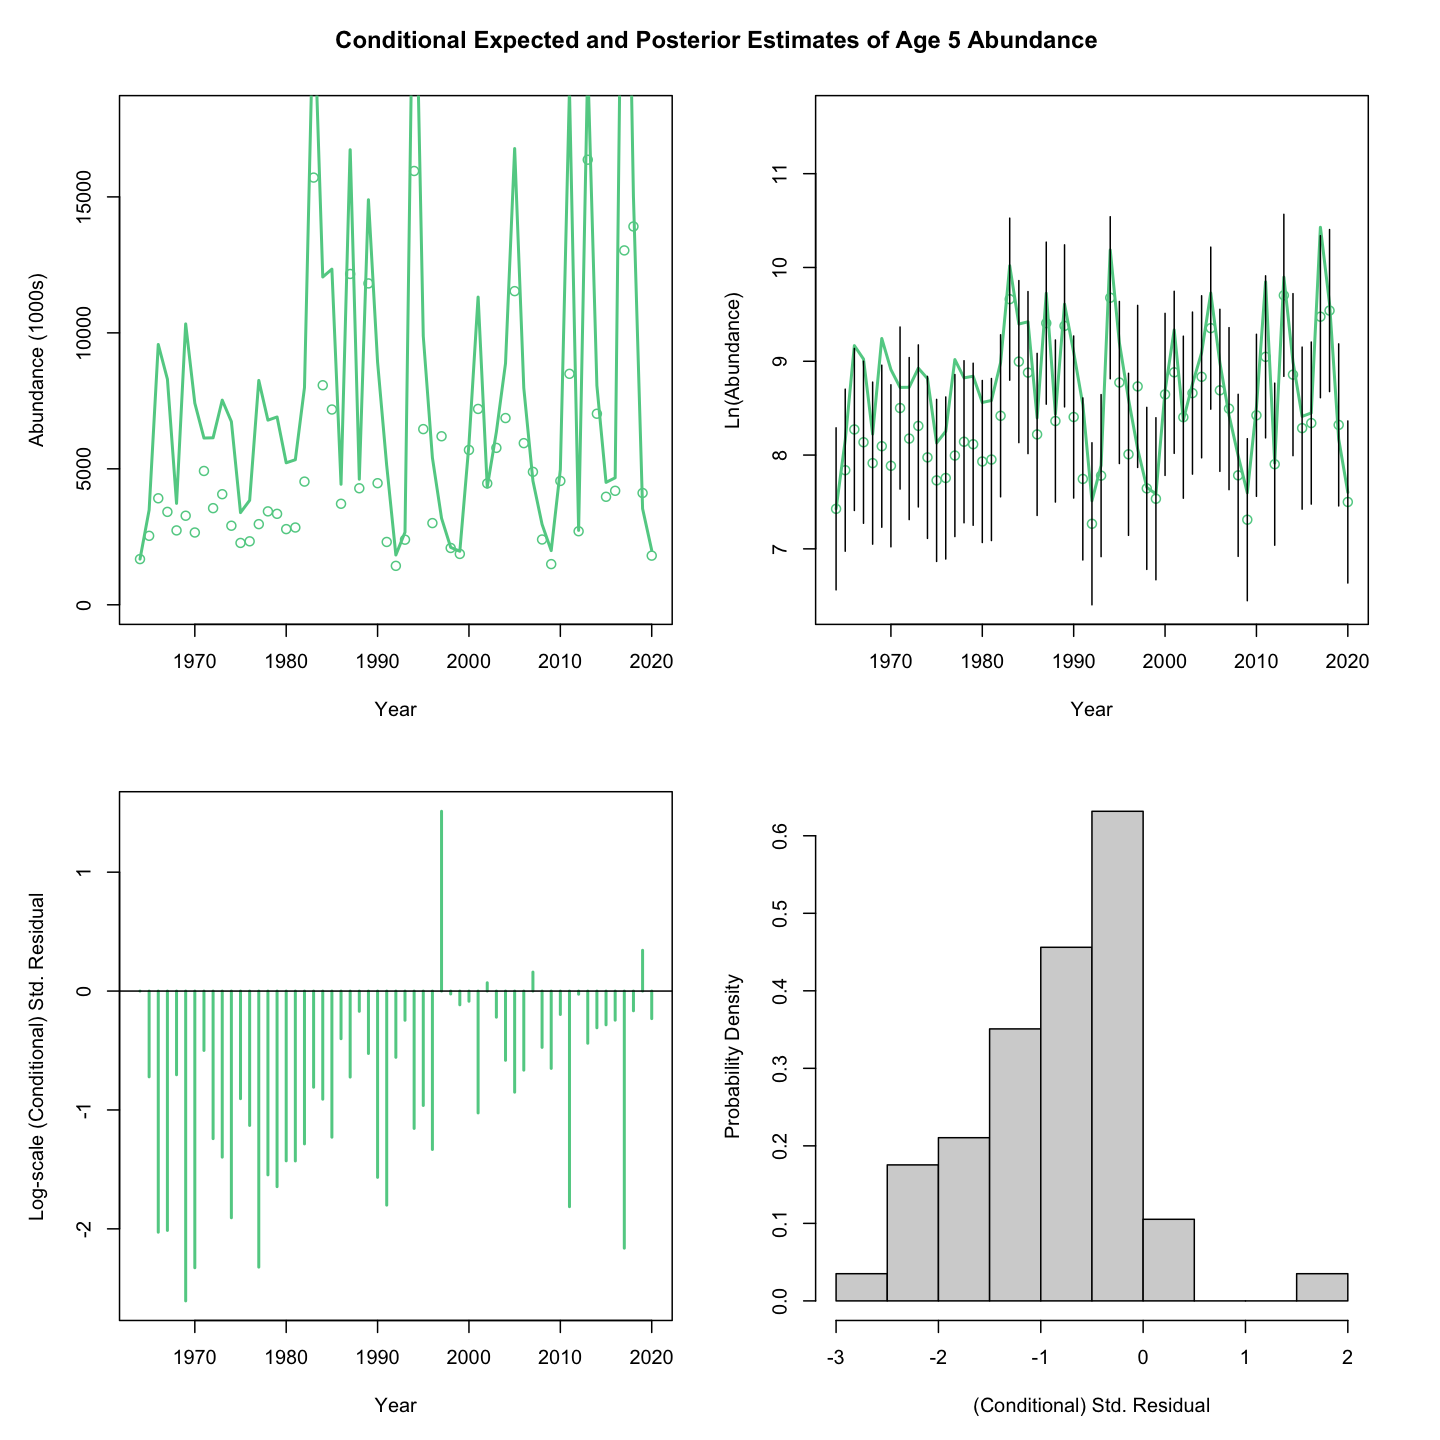 Conditional Expected and Posterior Estimates of Age 5 Abundance
Abundance (1000s)
15000
10000
5000
0
1970 1980 1990 2000 2010 2020
Year
Ln(Abundance)
11
10
9
8
7
1970 1980 1990 2000 2010 2020
Year
Log-scale (Conditional) Std. Residual
1
0
-1
-2
1970 1980 1990 2000 2010 2020
Year
Probability Density
0.6
0.5
0.4
0.3
0.2
0.1
0.0
-3 -2 -1 0 1 2
(Conditional) Std. Residual